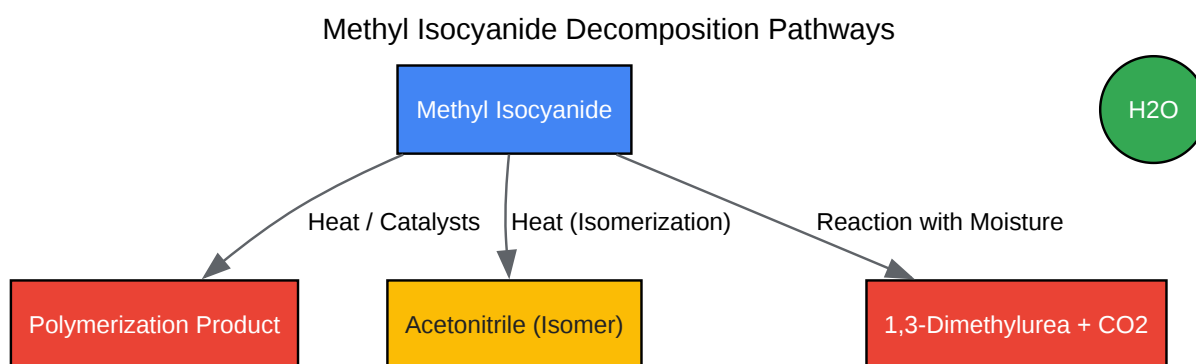 Methyl Isocyanide Decomposition Pathways
Methyl Isocyanide
H2O
Heat / Catalysts
Heat (Isomerization)
Reaction with Moisture
Polymerization Product
Acetonitrile (Isomer)
1,3-Dimethylurea + CO2